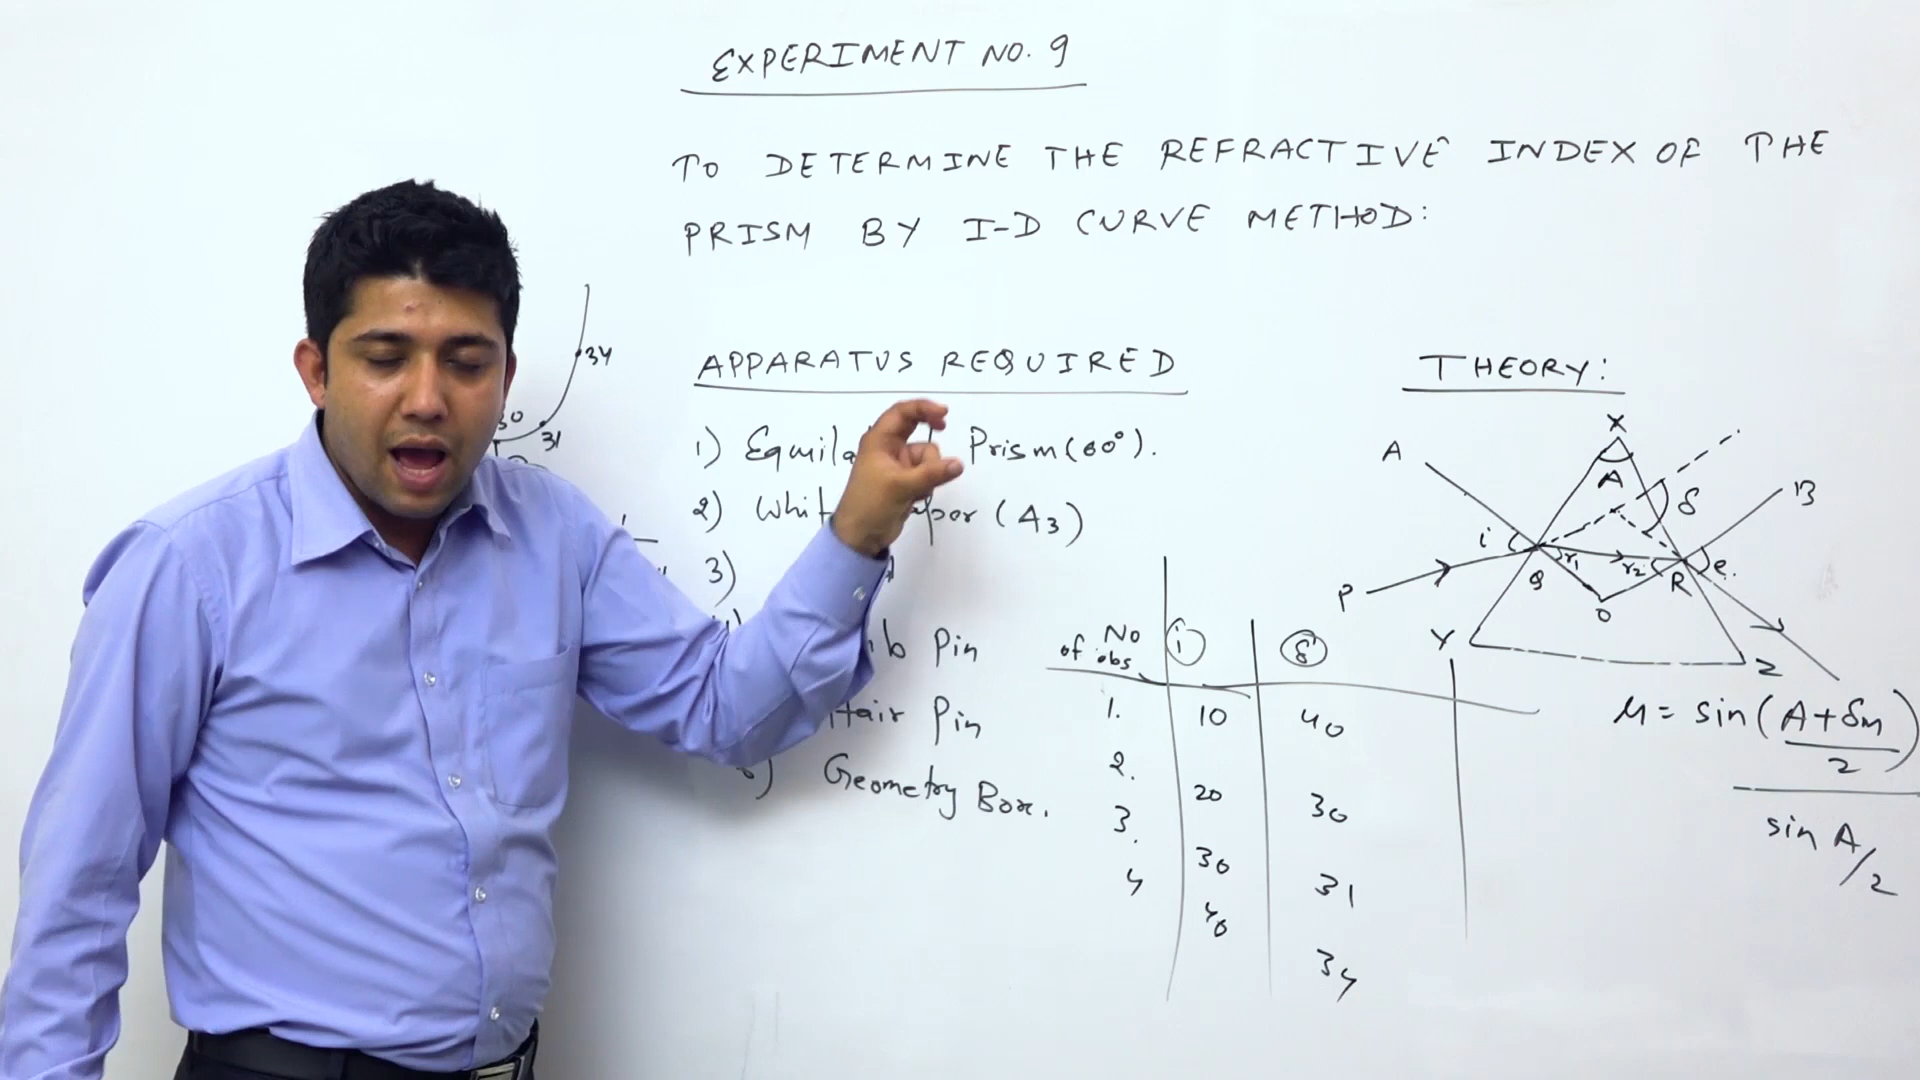 EXPERIMENT NO. 9
TO DETERMINE THE REFRACTIVE INDEX OF THE
PRISM BY I-D CURVE METHOD:
34
30
31
APPARATUS REQUIRED
1) Prism (60°).
2) (A3)
3)
Pin
Hair Pin
Geometry Box.
No of obs i δ
1. 10 40
2. 20 30
3. 30 31
4 40 34
THEORY:
X
A
A
δ
B
i
r1
r2
e.
P
Q
R
O
Y
Z
μ = sin(A+δm/2)
sin A/2